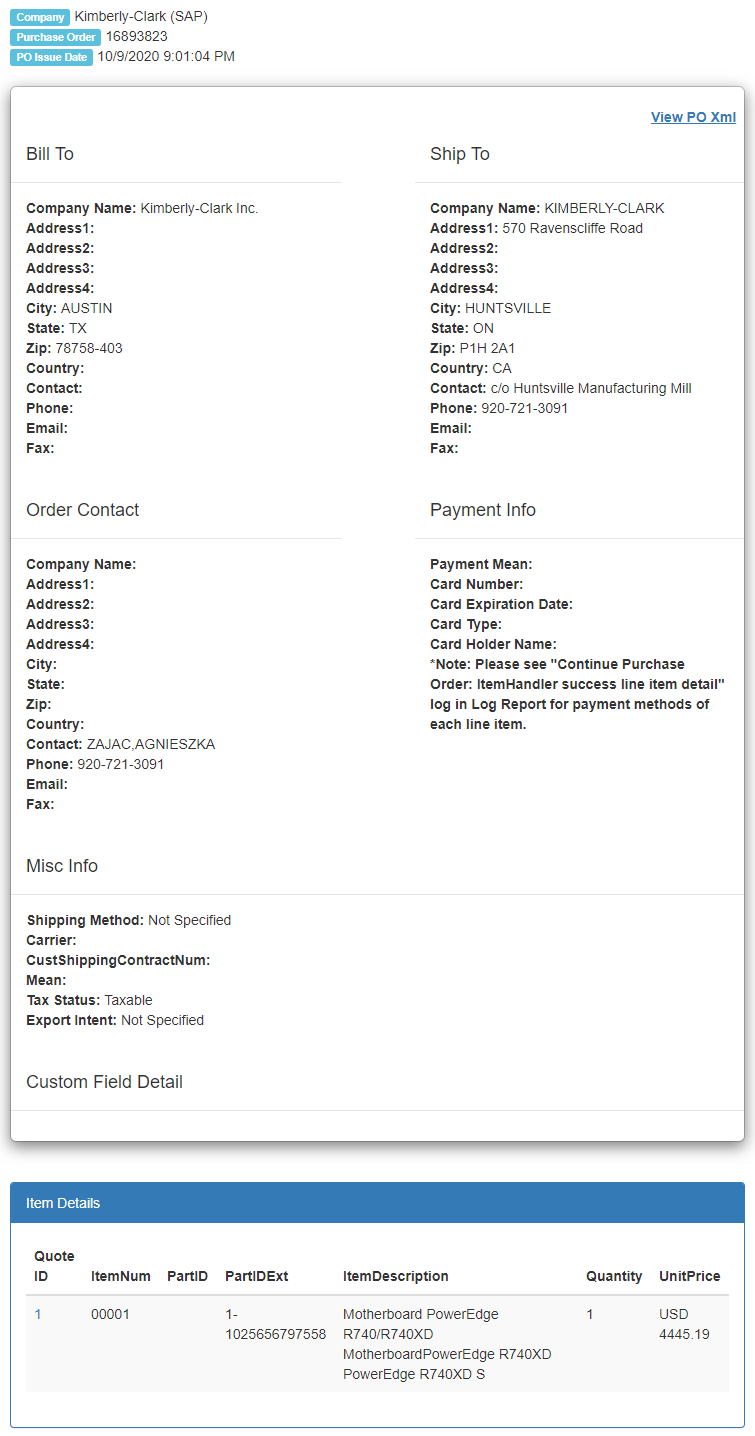 Company Kimberly-Clark (SAP)
Purchase Order 16893823
PO Issue Date 10/9/2020 9:01:04 PM
View PO Xml
Bill To
Company Name: Kimberly-Clark Inc.
Address1:
Address2:
Address3:
Address4:
City: AUSTIN
State: TX
Zip: 78758-403
Country:
Contact:
Phone:
Email:
Fax:
Ship To
Company Name: KIMBERLY-CLARK
Address1: 570 Ravenscliffe Road
Address2:
Address3:
Address4:
City: HUNTSVILLE
State: ON
Zip: P1H 2A1
Country: CA
Contact: c/o Huntsville Manufacturing Mill
Phone: 920-721-3091
Email:
Fax:
Order Contact
Company Name:
Address1:
Address2:
Address3:
Address4:
City:
State:
Zip:
Country:
Contact: ZAJAC,AGNIESZKA
Phone: 920-721-3091
Email:
Fax:
Payment Info
Payment Mean:
Card Number:
Card Expiration Date:
Card Type:
Card Holder Name:
*Note: Please see "Continue Purchase
Order: ItemHandler success line item detail"
log in Log Report for payment methods of
each line item.
Misc Info
Shipping Method: Not Specified
Carrier:
CustShippingContractNum:
Mean:
Tax Status: Taxable
Export Intent: Not Specified
Custom Field Detail
Item Details
Quote
ID ItemNum PartID PartIDExt ItemDescription Quantity UnitPrice
1 00001 1- Motherboard PowerEdge 1 USD
1025656797558 R740/R740XD 4445.19
MotherboardPowerEdge R740XD
PowerEdge R740XD S